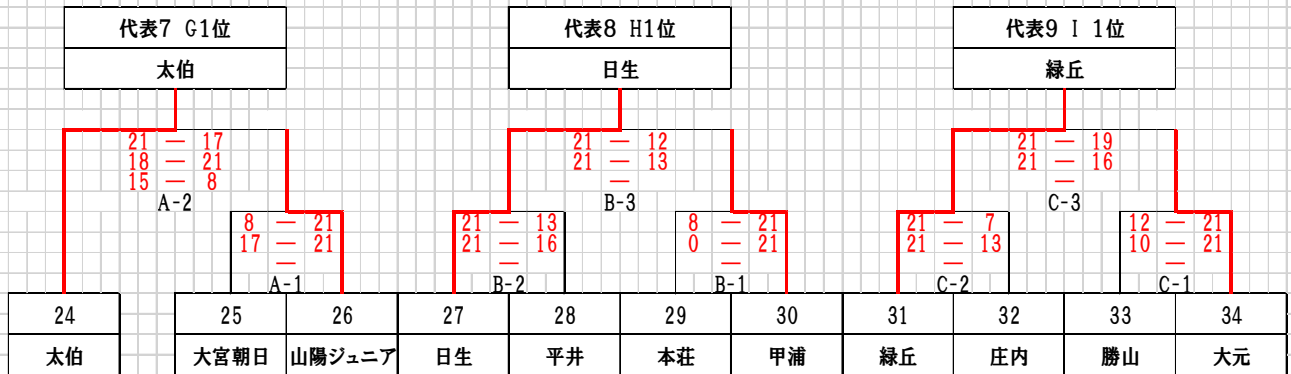 代表7 G1位
代表8 H1位
代表9 I 1位
太伯
日生
緑丘
21 — 17
21 — 12
21 — 19
18 — 21
21 — 13
21 — 16
15 — 8
—
—
A-2
B-3
C-3
8 — 21
21 — 13
8 — 21
21 — 7
12 — 21
17 — 21
21 — 16
0 — 21
21 — 13
10 — 21
—
—
—
—
—
A-1
B-2
B-1
C-2
C-1
24 25 26 27 28 29 30 31 32 33 34
太伯 大宮朝日 山陽ジュニア 日生 平井 本荘 甲浦 緑丘 庄内 勝山 大元